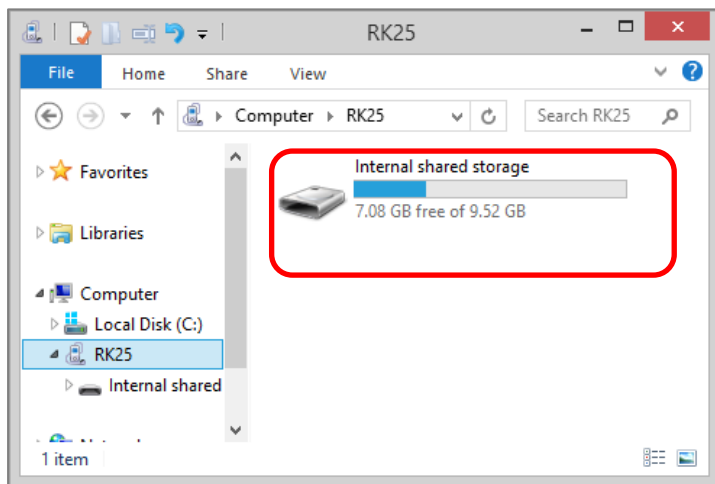 RK25
File Home Share View
Computer RK25 Search RK25
Favorites
Libraries
Computer
Local Disk (C:)
RK25
Internal shared
Internal shared storage
7.08 GB free of 9.52 GB
1 item